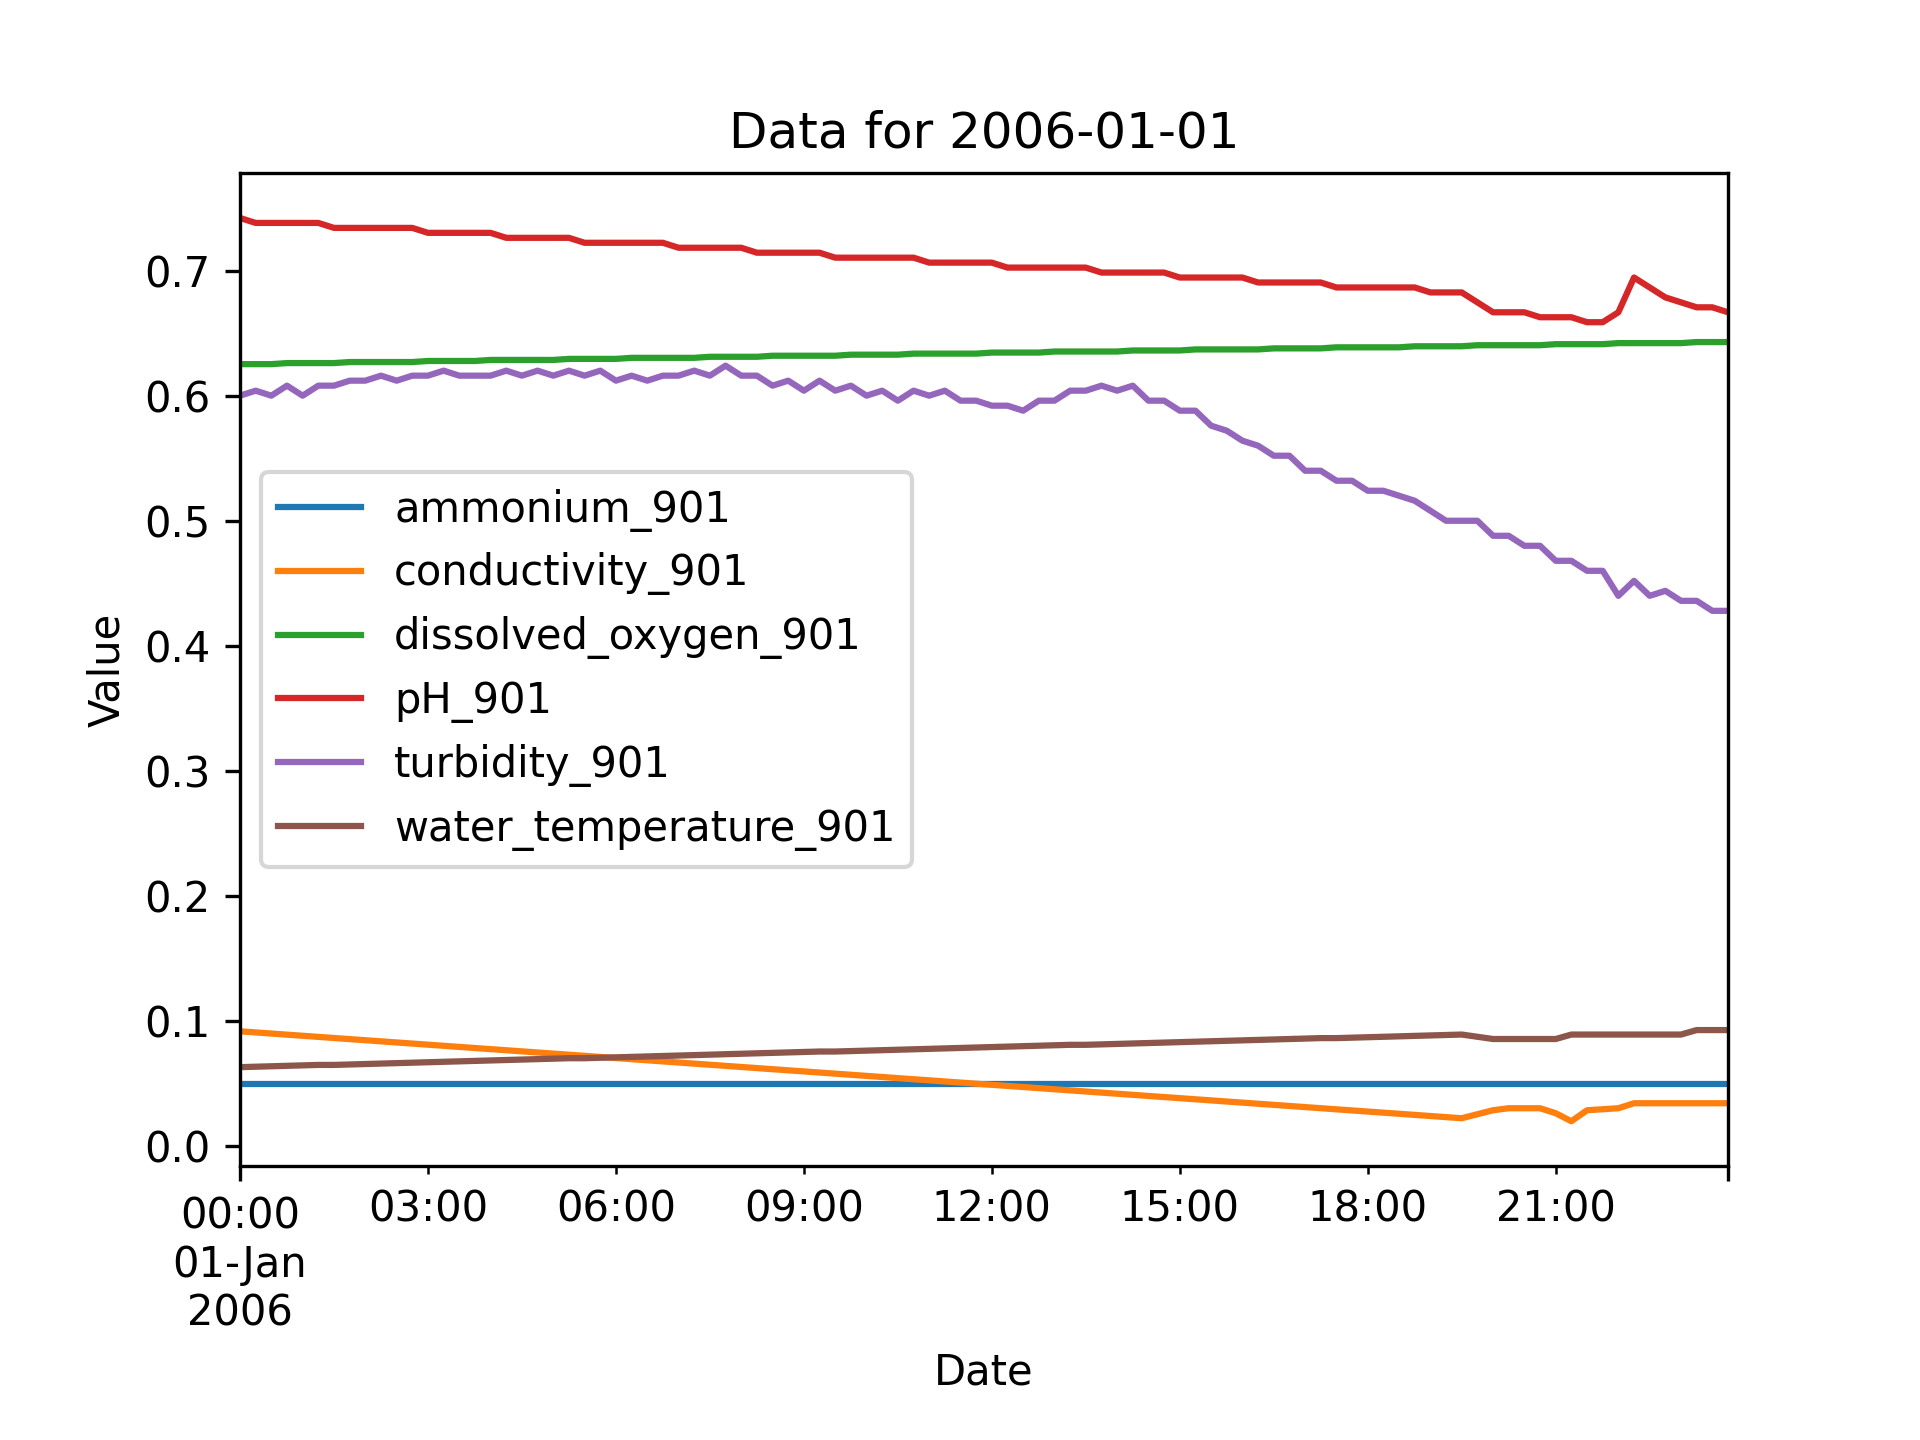 Data for 2006-01-01
Value
0.7
0.6
0.5
0.4
0.3
0.2
0.1
0.0
ammonium_901
conductivity_901
dissolved_oxygen_901
pH_901
turbidity_901
water_temperature_901
00:00 03:00 06:00 09:00 12:00 15:00 18:00 21:00
01-Jan
2006
Date